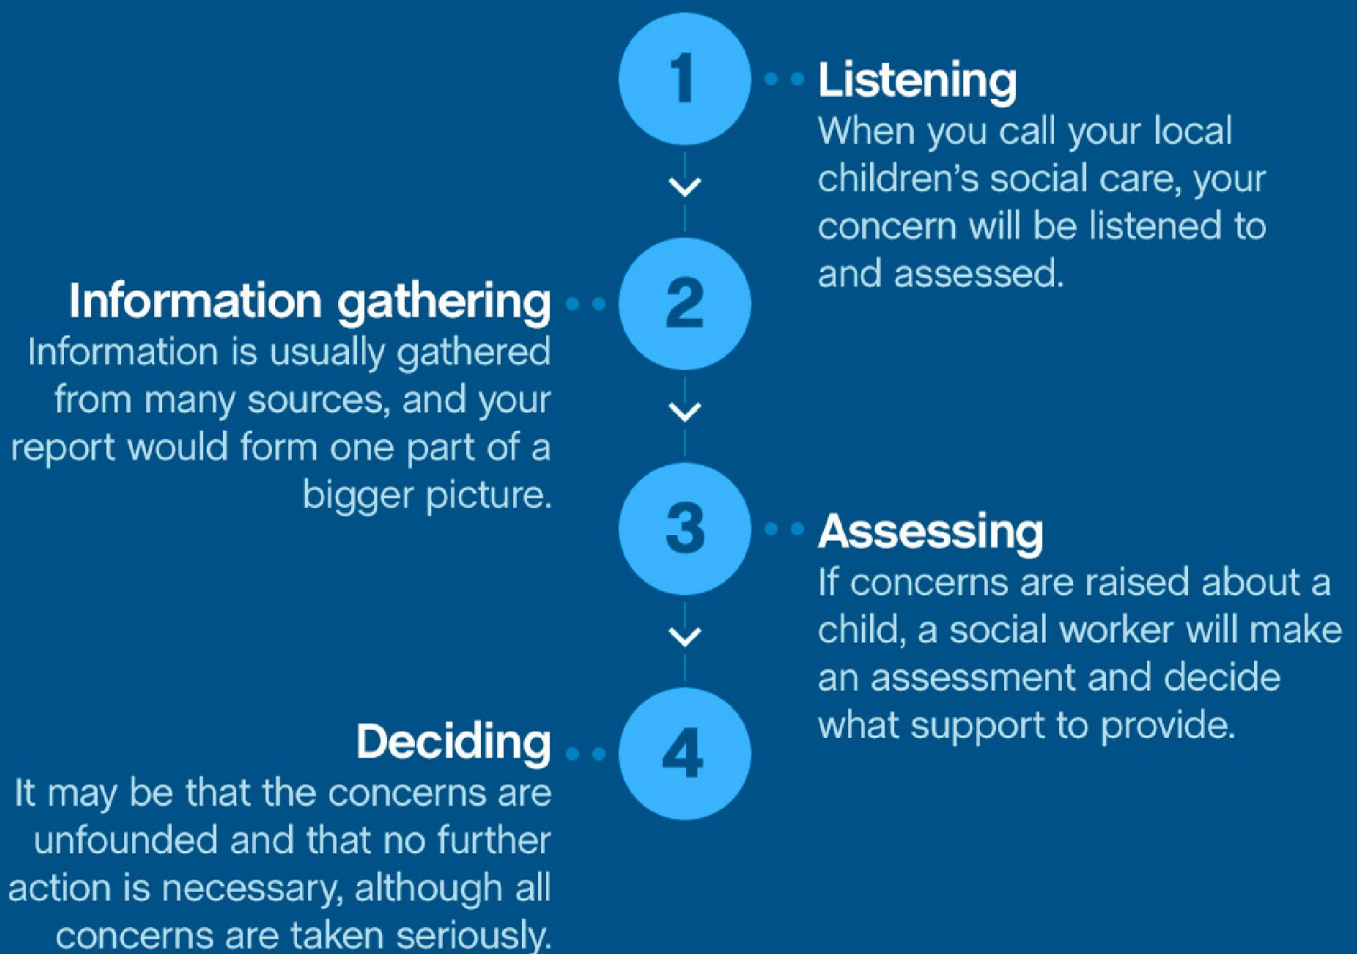 1
Listening
When you call your local
children’s social care, your
concern will be listened to
and assessed.
2
Information gathering
Information is usually gathered
from many sources, and your
report would form one part of a
bigger picture.
3
Assessing
If concerns are raised about a
child, a social worker will make
an assessment and decide
what support to provide.
4
Deciding
It may be that the concerns are
unfounded and that no further
action is necessary, although all
concerns are taken seriously.